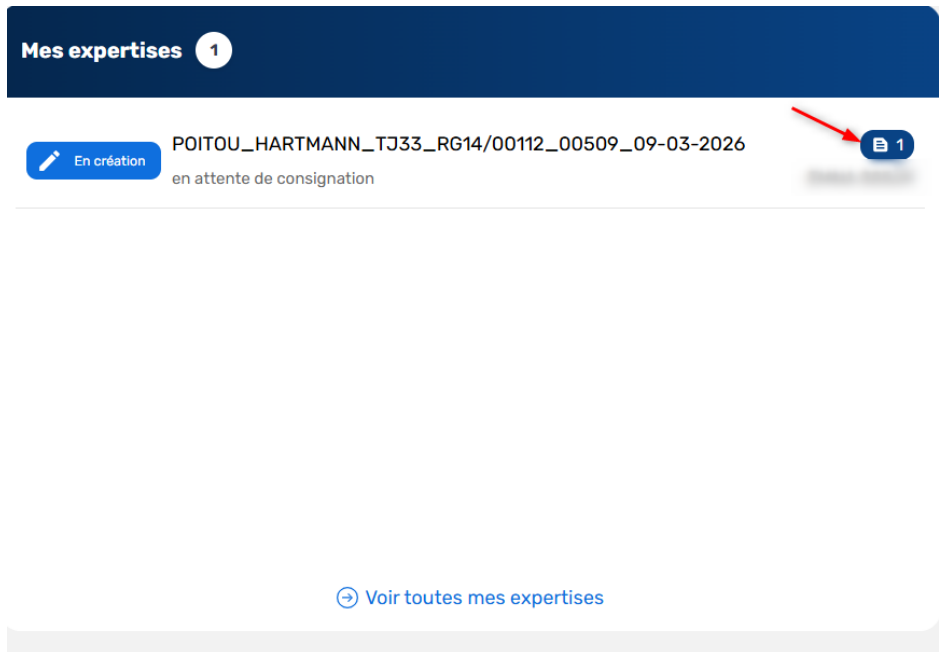 Mes expertises 1
En création
POITOU_HARTMANN_TJ33_RG14/00112_00509_09-03-2026
1
en attente de consignation
Voir toutes mes expertises